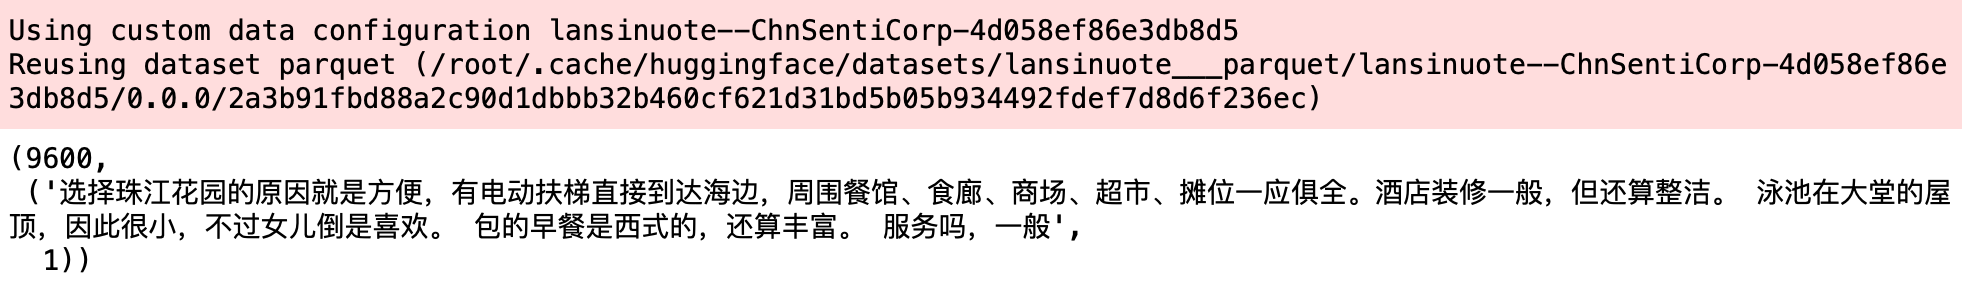 Using custom data configuration lansinuote--ChnSentiCorp-4d058ef86e3db8d5
Reusing dataset parquet (/root/.cache/huggingface/datasets/lansinuote___parquet/lansinuote--ChnSentiCorp-4d058ef86e
3db8d5/0.0.0/2a3b91fbd88a2c90d1dbbb32b460cf621d31bd5b05b934492fdef7d8d6f236ec)
(9600,
 ('选择珠江花园的原因就是方便，有电动扶梯直接到达海边，周围餐馆、食廊、商场、超市、摊位一应俱全。酒店装修一般，但还算整洁。 泳池在大堂的屋
顶，因此很小，不过女儿倒是喜欢。 包的早餐是西式的，还算丰富。 服务吗，一般',
  1))